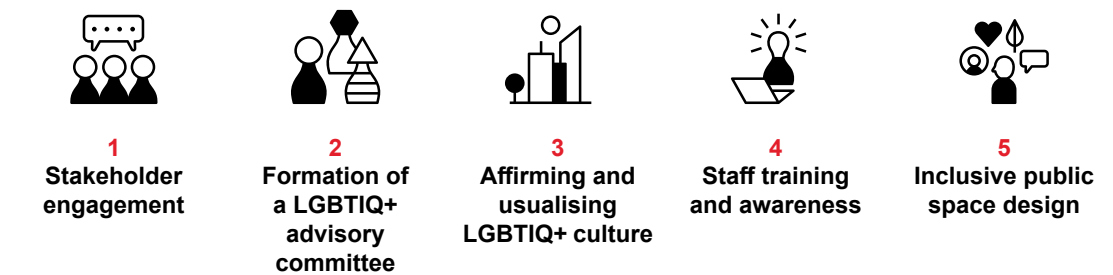 1
Stakeholder
engagement
2
Formation of
a LGBTIQ+
advisory
committee
3
Affirming and
usualising
LGBTIQ+ culture
4
Staff training
and awareness
5
Inclusive public
space design